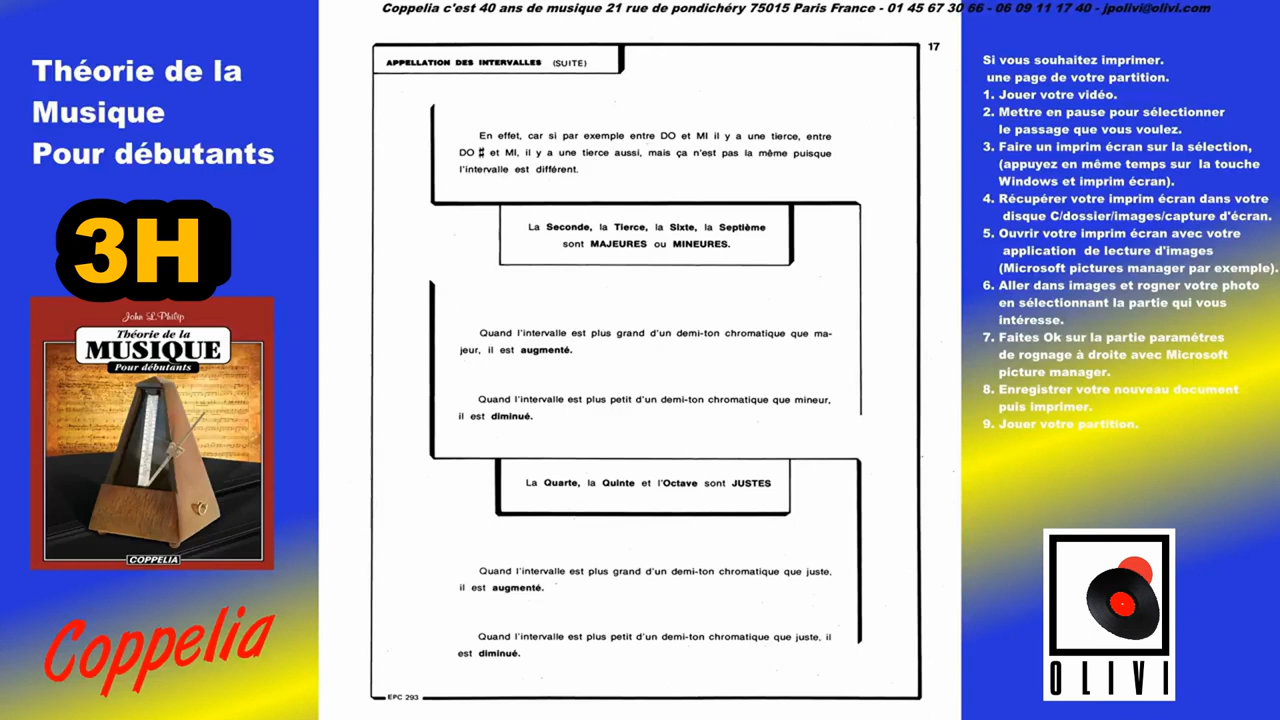 Coppelia c'est 40 ans de musique 21 rue de pondichéry 75015 Paris France - 01 45 67 30 66 - 06 09 11 17 40 - jpolivi@olivi.com
Théorie de la
Musique
Pour débutants
3H
John L. Philip
Théorie de la
MUSIQUE
Pour débutants
COPPELIA
Coppelia
17
APPELLATION DES INTERVALLES (SUITE)
En effet, car si par exemple entre DO et MI il y a une tierce, entre
DO ♯ et MI, il y a une tierce aussi, mais ça n'est pas la même puisque
l'intervalle est différent.
La Seconde, la Tierce, la Sixte, la Septième
sont MAJEURES ou MINEURES.
Quand l'intervalle est plus grand d'un demi-ton chromatique que ma-
jeur, il est augmenté.
Quand l'intervalle est plus petit d'un demi-ton chromatique que mineur,
il est diminué.
La Quarte, la Quinte et l'Octave sont JUSTES
Quand l'intervalle est plus grand d'un demi-ton chromatique que juste,
il est augmenté.
Quand l'intervalle est plus petit d'un demi-ton chromatique que juste, il
est diminué.
EPC 293
Si vous souhaitez imprimer.
une page de votre partition.
1. Jouer votre vidéo.
2. Mettre en pause pour sélectionner
le passage que vous voulez.
3. Faire un imprim écran sur la sélection,
(appuyez en même temps sur la touche
Windows et imprim écran).
4. Récupérer votre imprim écran dans votre
disque C/dossier/images/capture d'écran.
5. Ouvrir votre imprim écran avec votre
application de lecture d'images
(Microsoft pictures manager par exemple).
6. Aller dans images et rogner votre photo
en sélectionnant la partie qui vous
intéresse.
7. Faites Ok sur la partie paramétres
de rognage à droite avec Microsoft
picture manager.
8. Enregistrer votre nouveau document
puis imprimer.
9. Jouer votre partition.
OLIVI